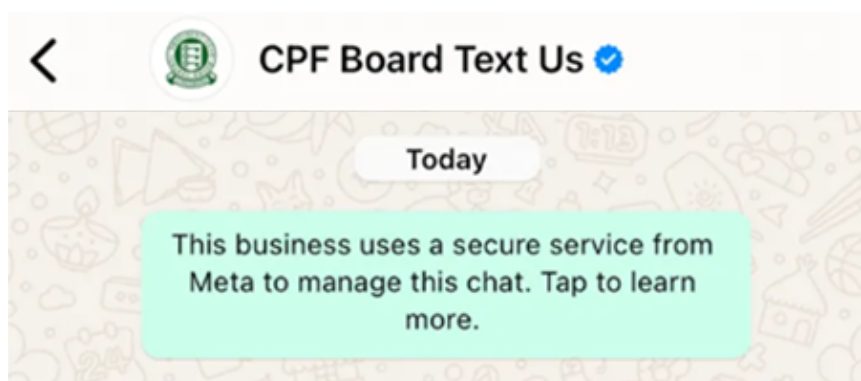 CPF Board Text Us
Today
This business uses a secure service from
Meta to manage this chat. Tap to learn
more.